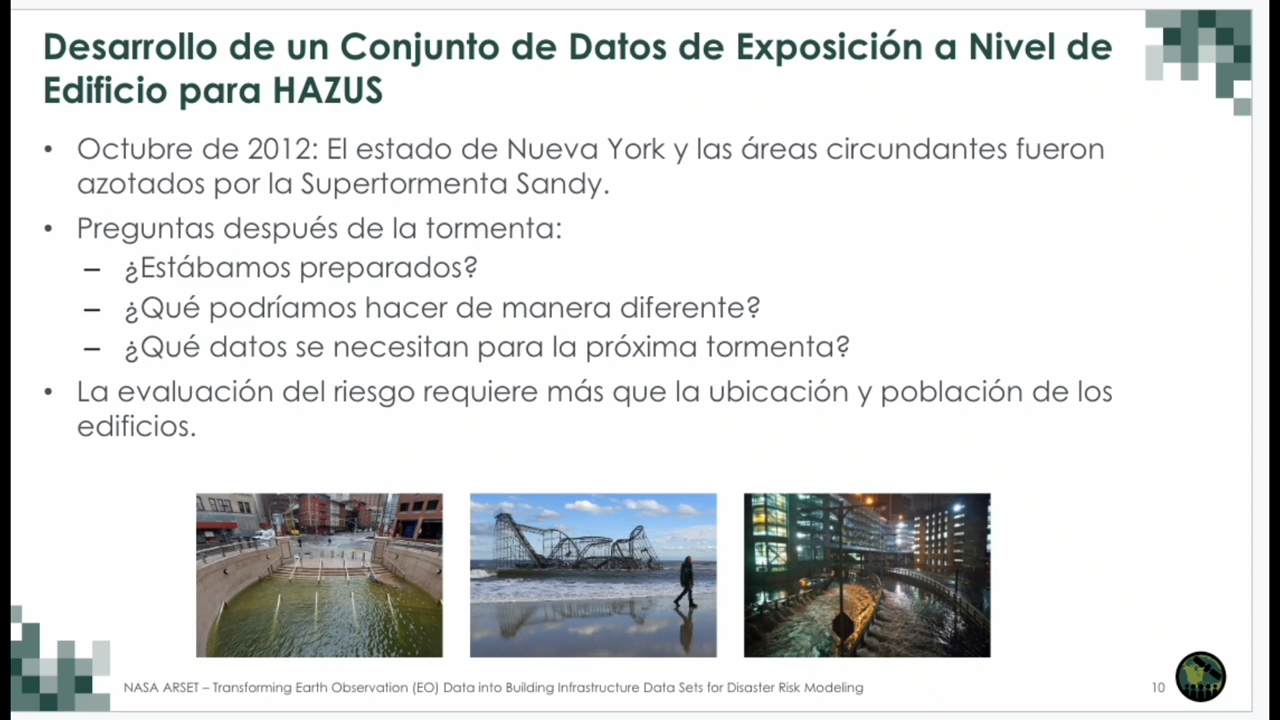 Desarrollo de un Conjunto de Datos de Exposición a Nivel de
Edificio para HAZUS
• Octubre de 2012: El estado de Nueva York y las áreas circundantes fueron
azotados por la Supertormenta Sandy.
• Preguntas después de la tormenta:
– ¿Estábamos preparados?
– ¿Qué podríamos hacer de manera diferente?
– ¿Qué datos se necesitan para la próxima tormenta?
• La evaluación del riesgo requiere más que la ubicación y población de los
edificios.
NASA ARSET – Transforming Earth Observation (EO) Data into Building Infrastructure Data Sets for Disaster Risk Modeling
10